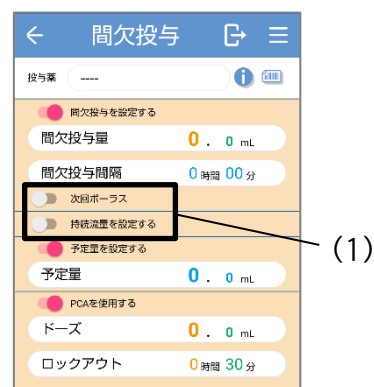 間欠投与
投与薬 ----
間欠投与を設定する
間欠投与量 0 . 0 mL
間欠投与間隔 0 時間 00 分
次回ボーラス
持続流量を設定する
(1)
予定量を設定する
予定量 0 . 0 mL
PCAを使用する
ドーズ 0 . 0 mL
ロックアウト 0 時間 30 分